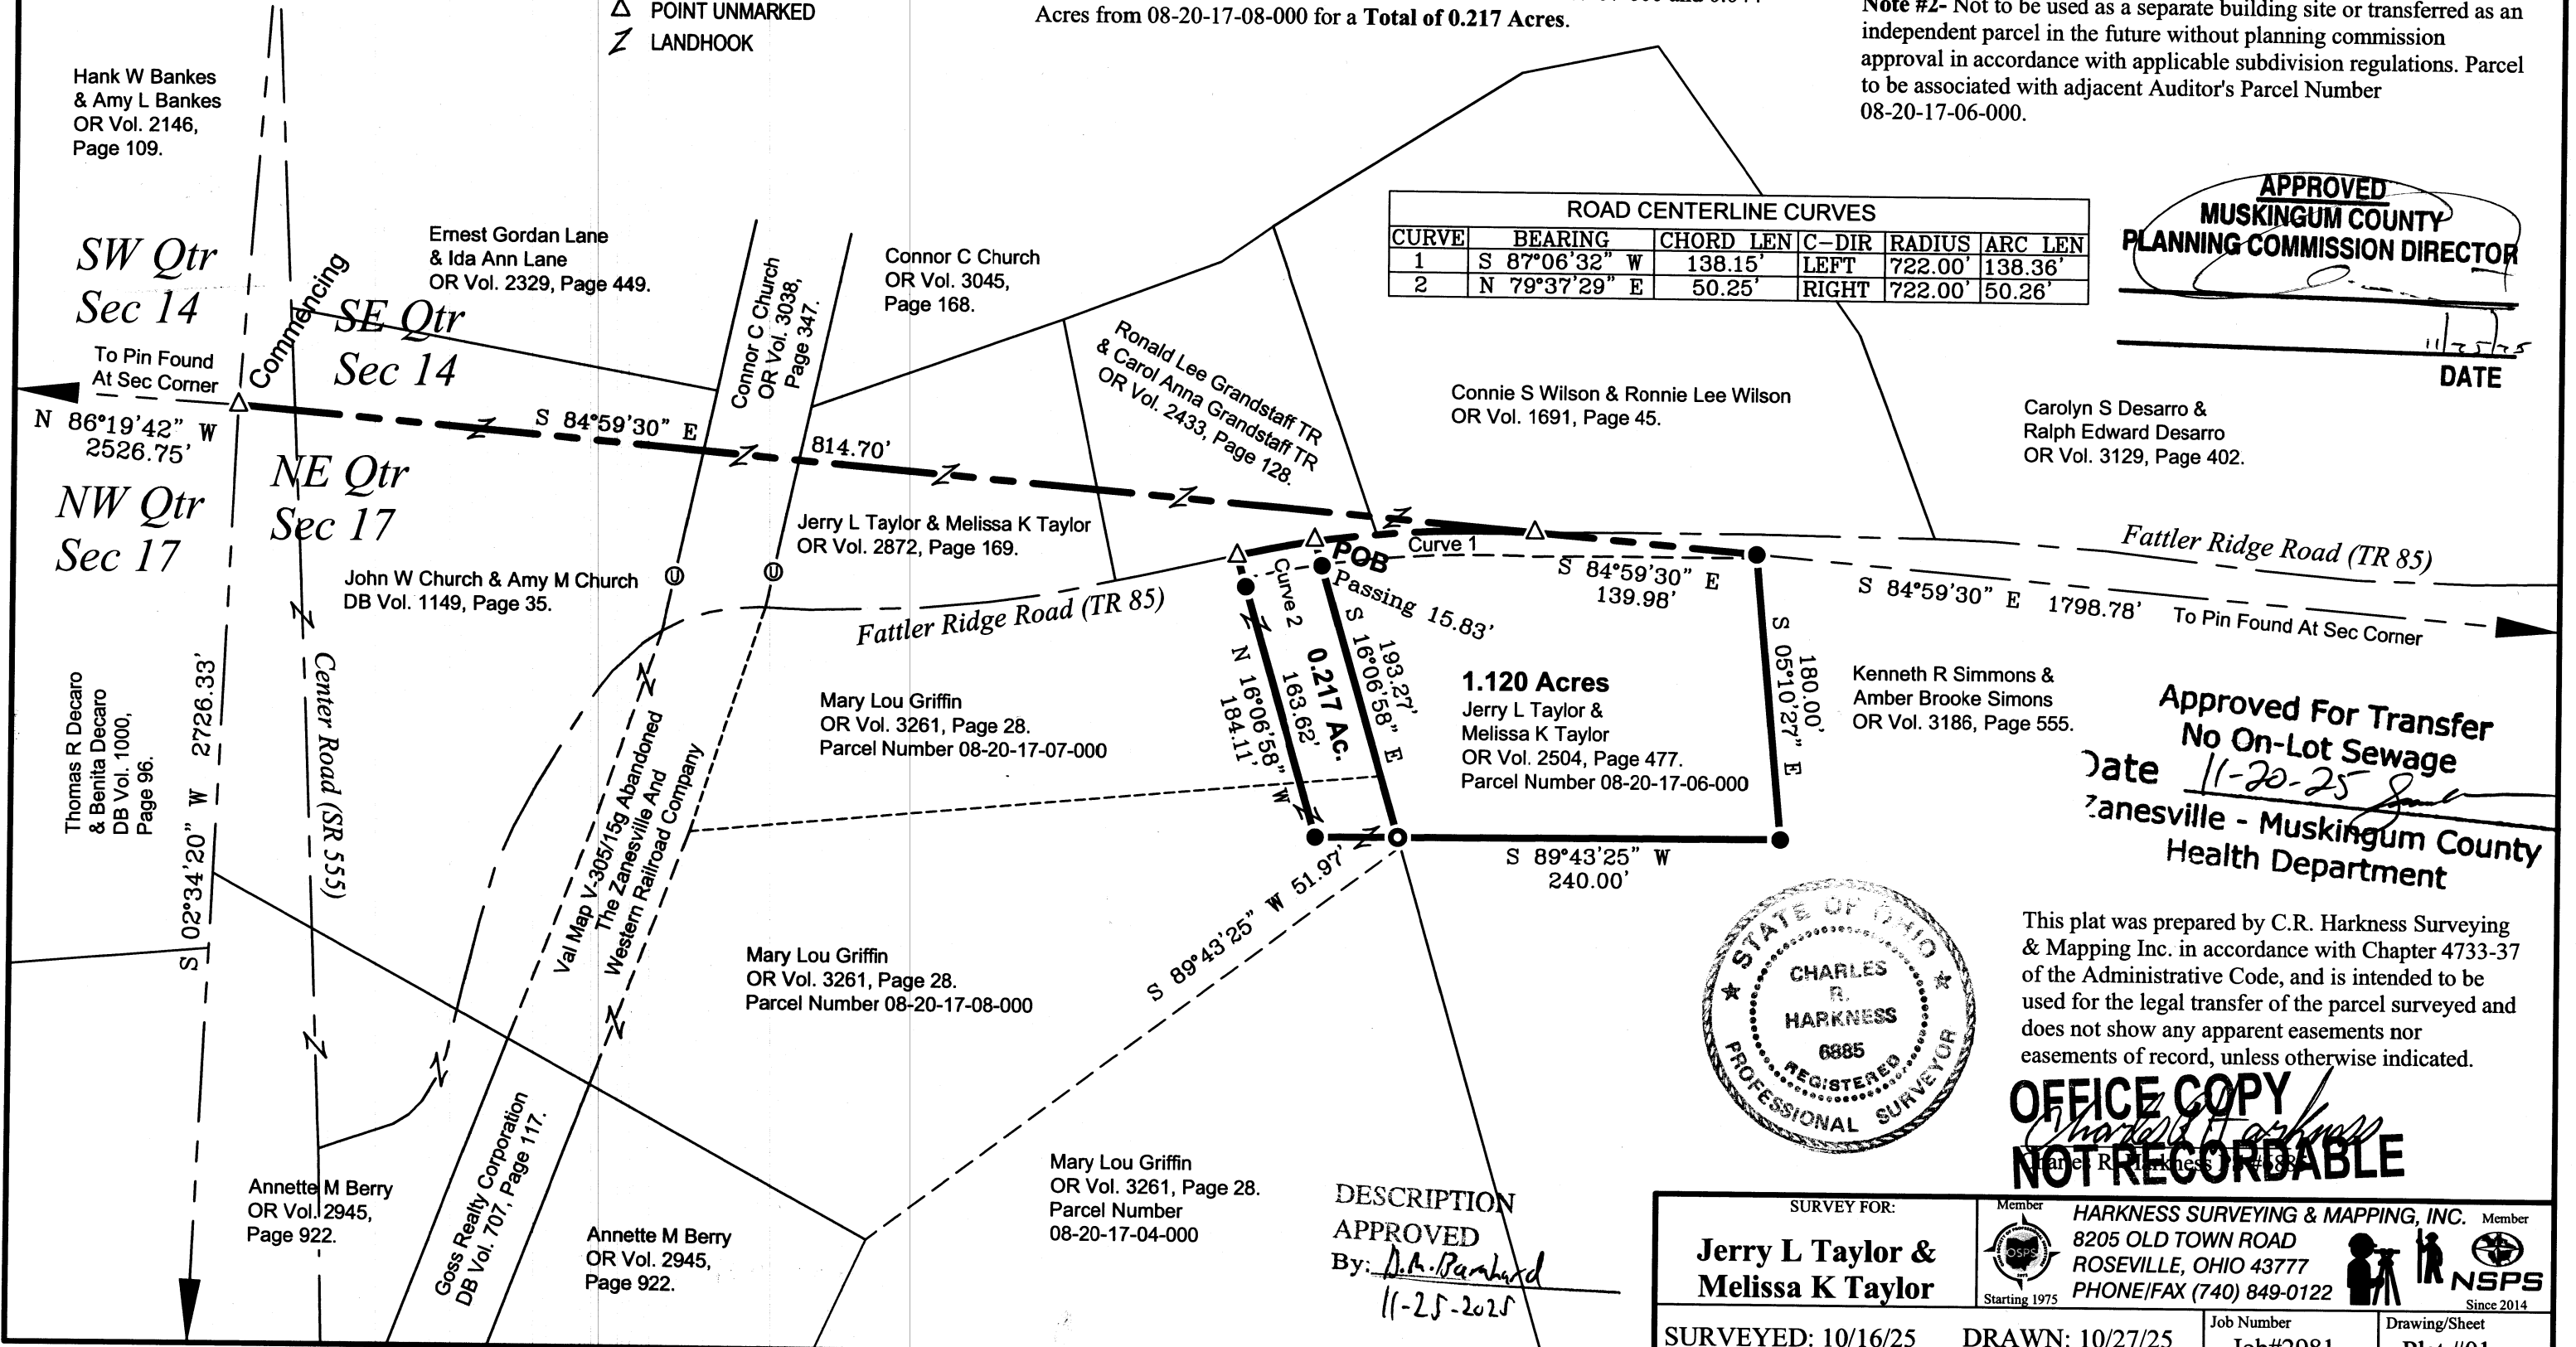 POINT UNMARKED
LANDHOOK
Acres from 08-20-17-08-000 for a Total of 0.217 Acres.
Note #2- Not to be used as a separate building site or transferred as an
independent parcel in the future without planning commission
approval in accordance with applicable subdivision regulations. Parcel
to be associated with adjacent Auditor's Parcel Number
08-20-17-06-000.
Hank W Bankes
& Amy L Bankes
OR Vol. 2146,
Page 109.
SW Qtr
Sec 14
SE Qtr
Sec 14
NW Qtr
Sec 17
NE Qtr
Sec 17
Commencing
To Pin Found
At Sec Corner
N 86°19'42" W
2526.75'
Ernest Gordan Lane
& Ida Ann Lane
OR Vol. 2329, Page 449.
Connor C Church
OR Vol. 3038,
Page 347.
Connor C Church
OR Vol. 3045,
Page 168.
ROAD CENTERLINE CURVES
CURVE BEARING CHORD LEN C-DIR RADIUS ARC LEN
1 S 87°06'32" W 138.15' LEFT 722.00' 138.36'
2 N 79°37'29" E 50.25' RIGHT 722.00' 50.26'
APPROVED
MUSKINGUM COUNTY
PLANNING COMMISSION DIRECTOR
11/25/25
DATE
Ronald Lee Grandstaff TR
& Carol Anna Grandstaff TR
OR Vol. 2433, Page 128.
Connie S Wilson & Ronnie Lee Wilson
OR Vol. 1691, Page 45.
Carolyn S Desarro &
Ralph Edward Desarro
OR Vol. 3129, Page 402.
S 84°59'30" E
814.70'
Jerry L Taylor & Melissa K Taylor
OR Vol. 2872, Page 169.
John W Church & Amy M Church
DB Vol. 1149, Page 35.
U
U
Fattler Ridge Road (TR 85)
POB
Curve 1
Curve 2
Passing 15.83'
S 84°59'30" E
139.98'
Fattler Ridge Road (TR 85)
S 84°59'30" E 1798.78'
To Pin Found At Sec Corner
Thomas R Decaro
& Benita Decaro
DB Vol. 1000,
Page 96.
S 02°34'20" W 2726.33'
Center Road (SR 555)
Val Map V-305/15g Abandoned
The Zanesville And
Western Railroad Company
Mary Lou Griffin
OR Vol. 3261, Page 28.
Parcel Number 08-20-17-07-000
N 16°06'58" W
184.11'
163.62'
0.217 Ac.
S 16°06'58" E
193.27'
1.120 Acres
Jerry L Taylor &
Melissa K Taylor
OR Vol. 2504, Page 477.
Parcel Number 08-20-17-06-000
S 05°10'27" E
180.00'
Kenneth R Simmons &
Amber Brooke Simons
OR Vol. 3186, Page 555.
Approved For Transfer
No On-Lot Sewage
Date 11-20-25
Zanesville - Muskingum County
Health Department
S 89°43'25" W
240.00'
S 89°43'25" W 51.97'
Mary Lou Griffin
OR Vol. 3261, Page 28.
Parcel Number 08-20-17-08-000
STATE OF OHIO
CHARLES
R.
HARKNESS
6885
REGISTERED
PROFESSIONAL SURVEYOR
This plat was prepared by C.R. Harkness Surveying
& Mapping Inc. in accordance with Chapter 4733-37
of the Administrative Code, and is intended to be
used for the legal transfer of the parcel surveyed and
does not show any apparent easements nor
easements of record, unless otherwise indicated.
OFFICE COPY
Charles R Harkness
NOT RECORDABLE
Annette M Berry
OR Vol. 2945,
Page 922.
Goss Realty Corporation
DB Vol. 707, Page 117.
Annette M Berry
OR Vol. 2945,
Page 922.
Mary Lou Griffin
OR Vol. 3261, Page 28.
Parcel Number
08-20-17-04-000
DESCRIPTION
APPROVED
By: D.M. Barnhard
11-25-2025
SURVEY FOR:
Jerry L Taylor &
Melissa K Taylor
Member
OSPS
Starting 1975
HARKNESS SURVEYING & MAPPING, INC.
8205 OLD TOWN ROAD
ROSEVILLE, OHIO 43777
PHONE/FAX (740) 849-0122
Member
NSPS
Since 2014
SURVEYED: 10/16/25 DRAWN: 10/27/25
Job Number
Drawing/Sheet